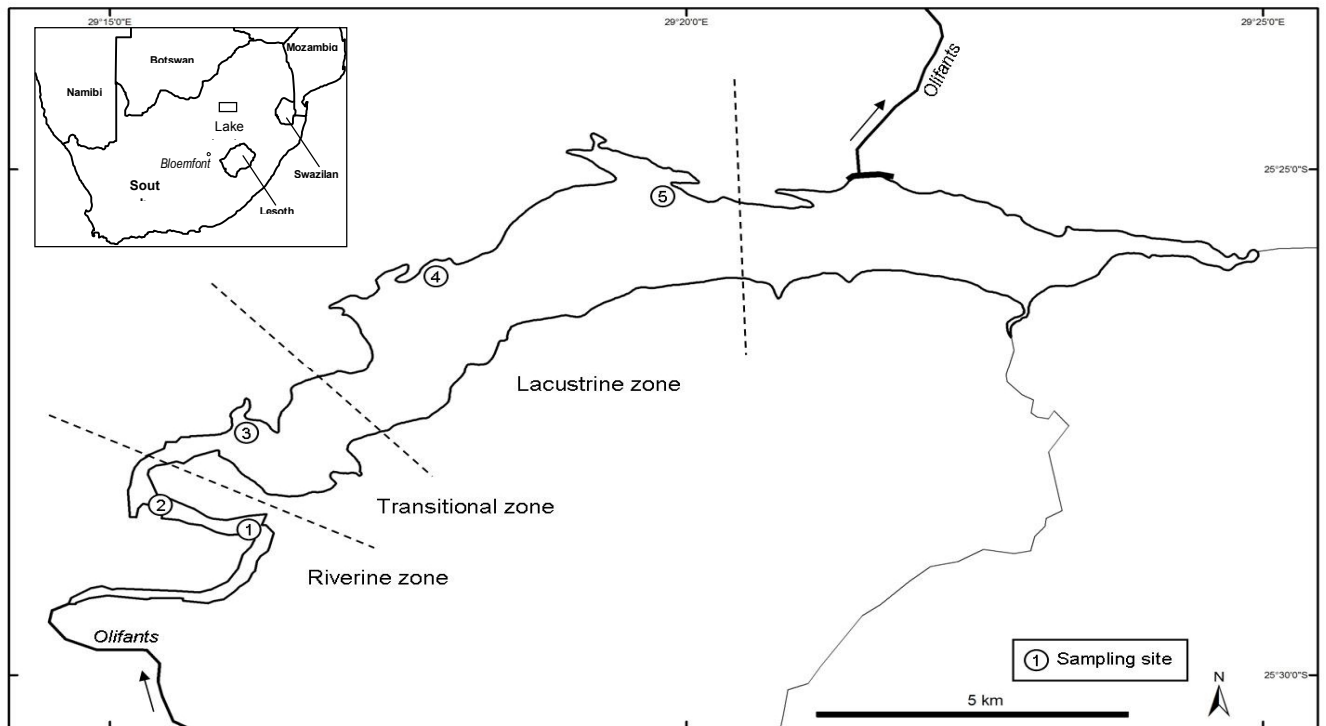 29°15'0"E
29°20'0"E
29°25'0"E
Mozambiq
Botswan
Namibi
Lake
Bloemfont
Swazilan
Sout
Lesoth
Olifants
25°25'0"S
5
4
3
2
1
Lacustrine zone
Transitional zone
Riverine zone
Olifants
1 Sampling site
N
25°30'0"S
5 km